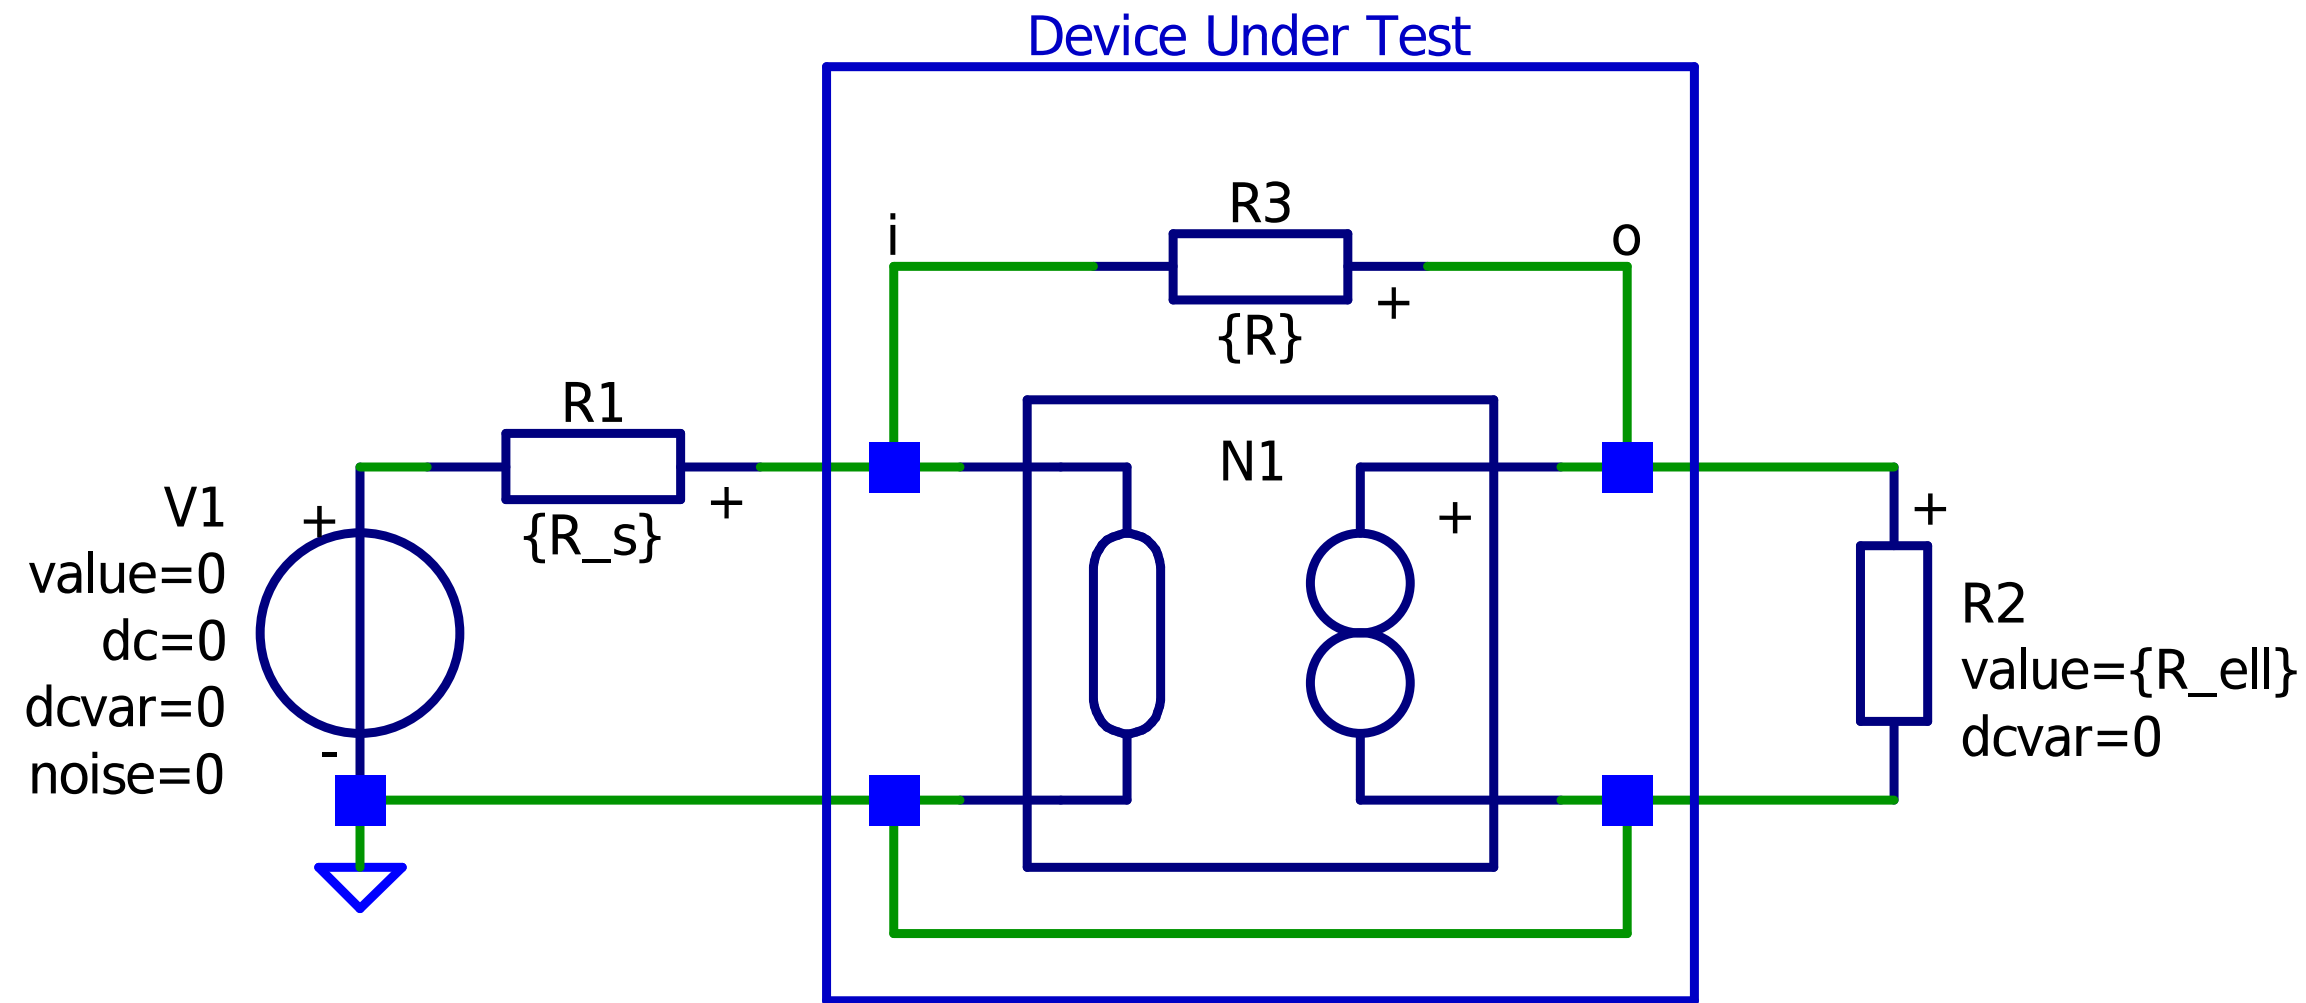 Device Under Test
i
R3
+
{R}
o
R1
+
{R_s}
V1
+
value=0
dc=0
dcvar=0
noise=0
-
N1
+
+
R2
value={R_ell}
dcvar=0